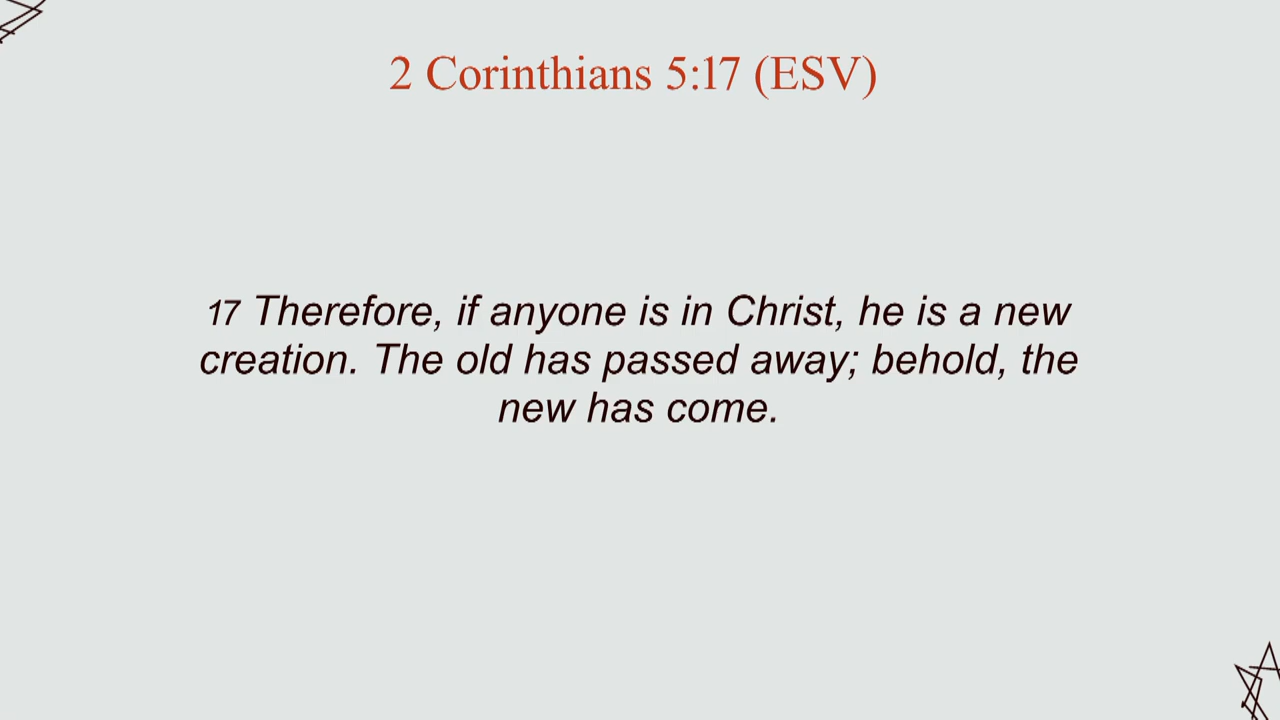 2 Corinthians 5:17 (ESV)
17 Therefore, if anyone is in Christ, he is a new
creation. The old has passed away; behold, the
new has come.